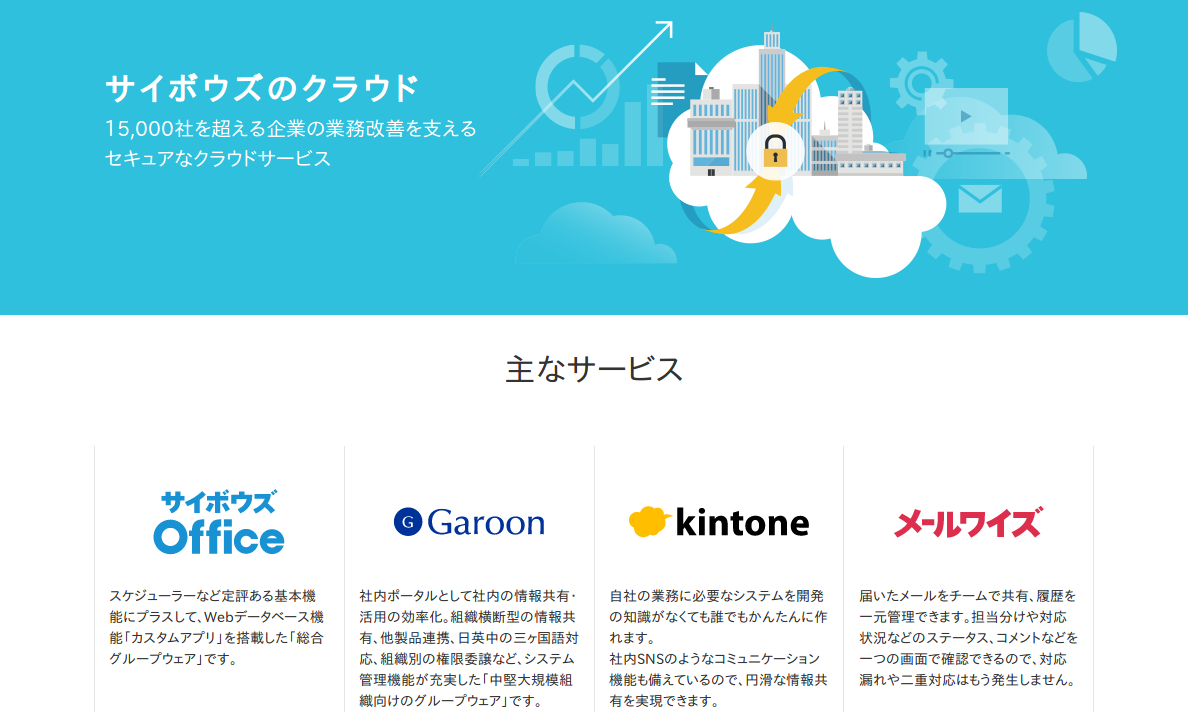 サイボウズのクラウド
15,000社を超える企業の業務改善を支える
セキュアなクラウドサービス
主なサービス
サイボウズ
Office
スケジューラーなど定評ある基本機
能にプラスして、Webデータベース機
能「カスタムアプリ」を搭載した「総合
グループウェア」です。
G Garoon
社内ポータルとして社内の情報共有・
活用の効率化。組織横断型の情報共
有、他製品連携、日英中の三ヶ国語対
応、組織別の権限委譲など、システム
管理機能が充実した「中堅大規模組
織向けのグループウェア」です。
kintone
自社の業務に必要なシステムを開発
の知識がなくても誰でもかんたんに作
れます。
社内SNSのようなコミュニケーション
機能も備えているので、円滑な情報共
有を実現できます。
メールワイズ
届いたメールをチームで共有、履歴を
一元管理できます。担当分けや対応
状況などのステータス、コメントなどを
一つの画面で確認できるので、対応
漏れや二重対応はもう発生しません。